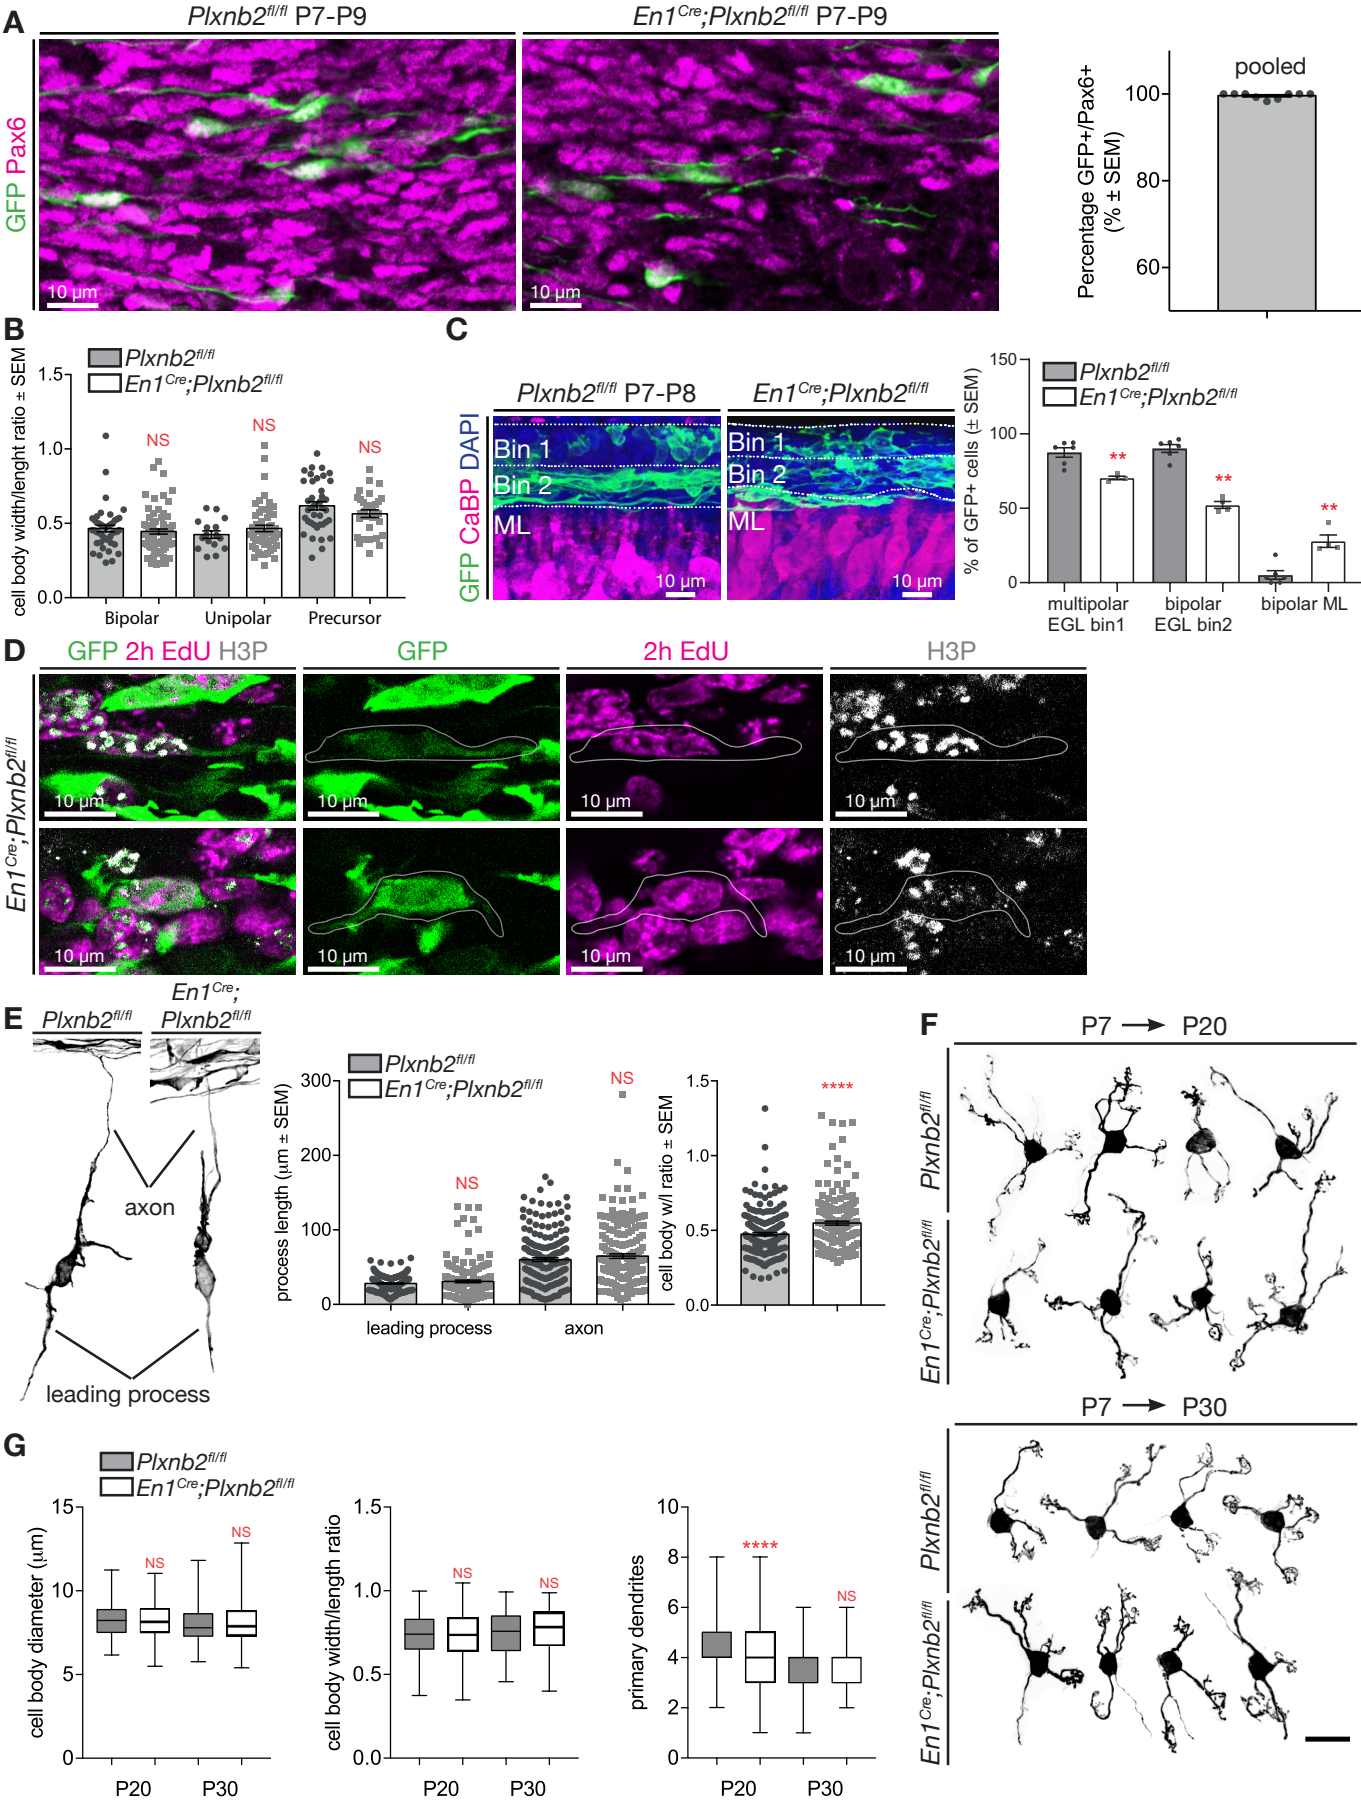 A
Plxnb2fl/fl P7-P9
En1Cre;Plxnb2fl/fl P7-P9
GFP Pax6
10 µm
10 µm
Percentage GFP+/Pax6+
(% ± SEM)
pooled
100
80
60
B
Plxnb2fl/fl
En1Cre;Plxnb2fl/fl
cell body width/lenght ratio ± SEM
1.5
1.0
0.5
0.0
NS
NS
NS
Bipolar
Unipolar
Precursor
C
Plxnb2fl/fl P7-P8
En1Cre;Plxnb2fl/fl
GFP CaBP DAPI
Bin 1
Bin 2
ML
10 µm
Bin 1
Bin 2
ML
10 µm
% of GFP+ cells (± SEM)
150
100
50
0
Plxnb2fl/fl
En1Cre;Plxnb2fl/fl
**
**
**
multipolar
EGL bin1
bipolar
EGL bin2
bipolar ML
D
GFP 2h EdU H3P
GFP
2h EdU
H3P
En1Cre;Plxnb2fl/fl
10 µm
10 µm
10 µm
10 µm
10 µm
10 µm
10 µm
10 µm
E
Plxnb2fl/fl
En1Cre;
Plxnb2fl/fl
axon
leading process
Plxnb2fl/fl
En1Cre;Plxnb2fl/fl
process length (µm ± SEM)
300
200
100
0
NS
NS
leading process
axon
cell body w/l ratio ± SEM
1.5
1.0
0.5
0.0
****
F
P7 → P20
Plxnb2fl/fl
En1Cre;Plxnb2fl/fl
P7 → P30
Plxnb2fl/fl
En1Cre;Plxnb2fl/fl
G
Plxnb2fl/fl
En1Cre;Plxnb2fl/fl
cell body diameter (µm)
15
10
5
0
NS
NS
P20
P30
cell body width/length ratio
1.5
1.0
0.5
0.0
NS
NS
P20
P30
primary dendrites
10
8
6
4
2
0
****
NS
P20
P30